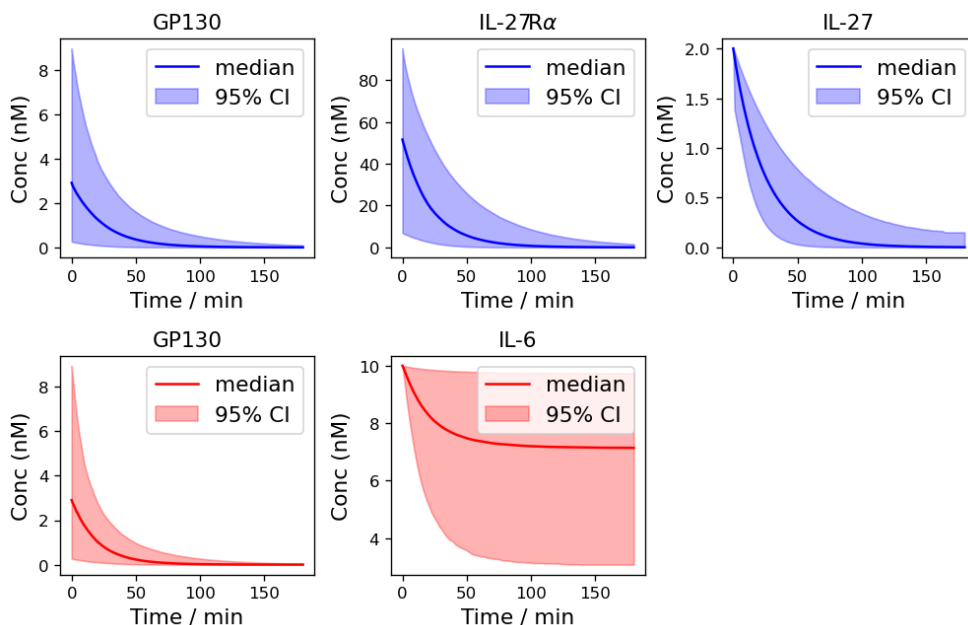 GP130
Conc (nM)
8
6
4
2
0
median
95% CI
0
50
100
150
Time / min
IL-27Rα
Conc (nM)
80
60
40
20
0
median
95% CI
0
50
100
150
Time / min
IL-27
Conc (nM)
2.0
1.5
1.0
0.5
0.0
median
95% CI
0
50
100
150
Time / min
GP130
Conc (nM)
8
6
4
2
0
median
95% CI
0
50
100
150
Time / min
IL-6
Conc (nM)
10
8
6
4
median
95% CI
0
50
100
150
Time / min